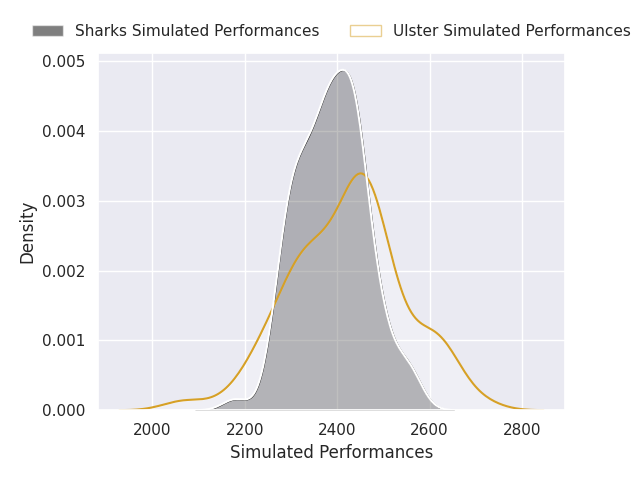 Sharks Simulated Performances Ulster Simulated Performances
0.005
0.004
0.003
0.002
0.001
0.000
Density
2000 2200 2400 2600 2800
Simulated Performances